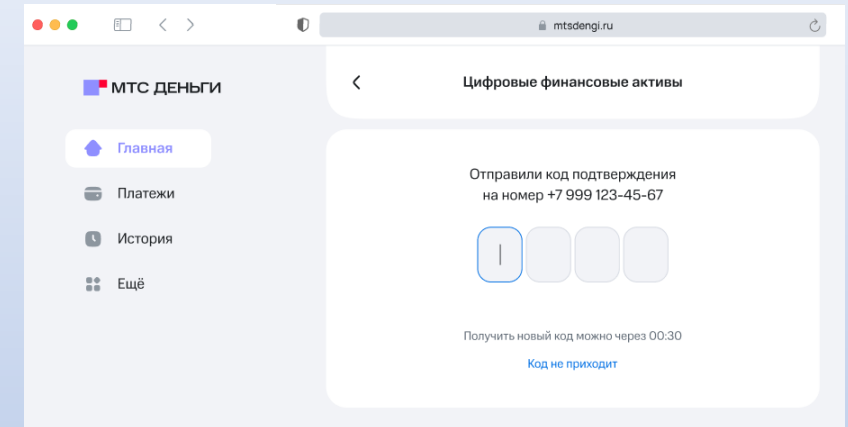 mtsdengi.ru
МТС ДЕНЬГИ
Главная
Платежи
История
Ещё
Цифровые финансовые активы
Отправили код подтверждения
на номер +7 999 123-45-67
Получить новый код можно через 00:30
Код не приходит